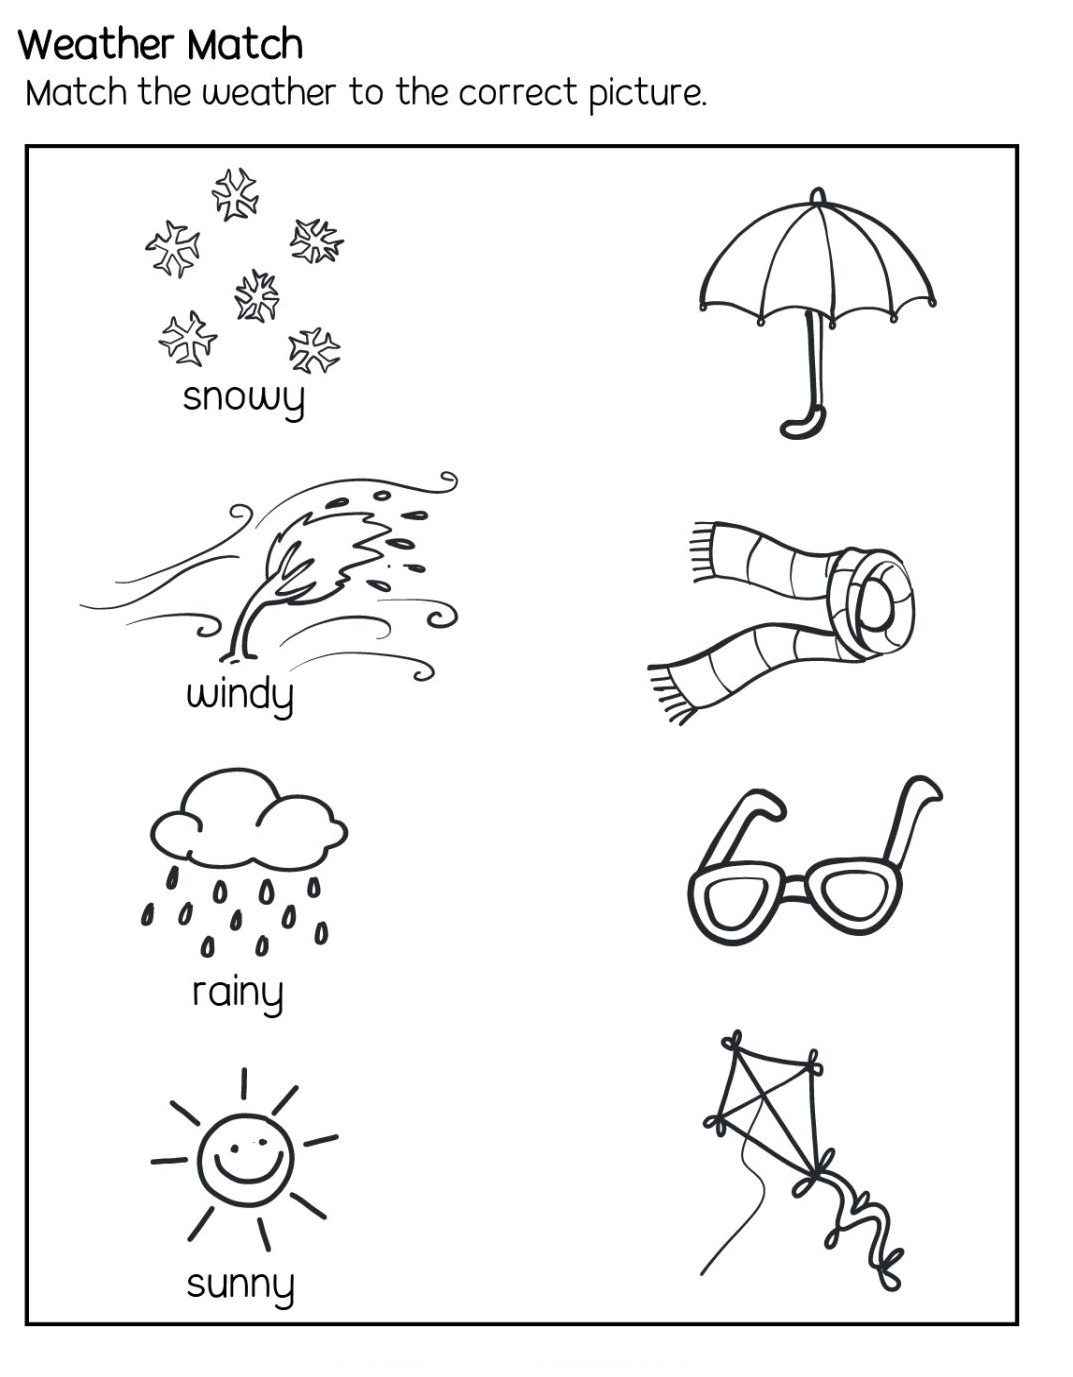 Weather Match
Match the weather to the correct picture.
snowy
windy
rainy
sunny